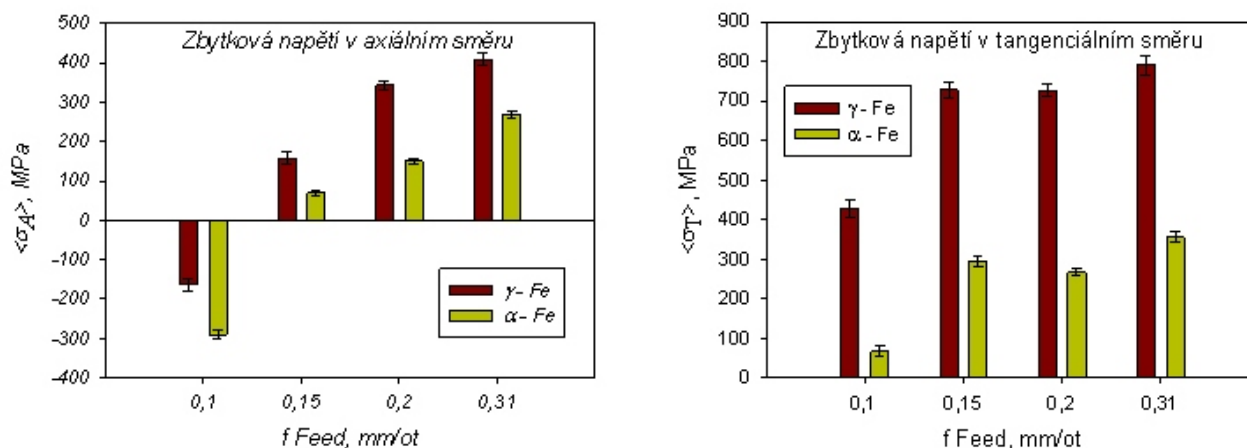 Zbytková napětí v axiálním směru
<σA>, MPa
500
400
300
200
100
0
-100
-200
-300
-400
γ - Fe
α - Fe
0,1 0,15 0,2 0,31
f Feed, mm/ot
Zbytková napětí v tangenciálním směru
<σT>, MPa
900
800
700
600
500
400
300
200
100
0
γ - Fe
α - Fe
0,1 0,15 0,2 0,31
f Feed, mm/ot